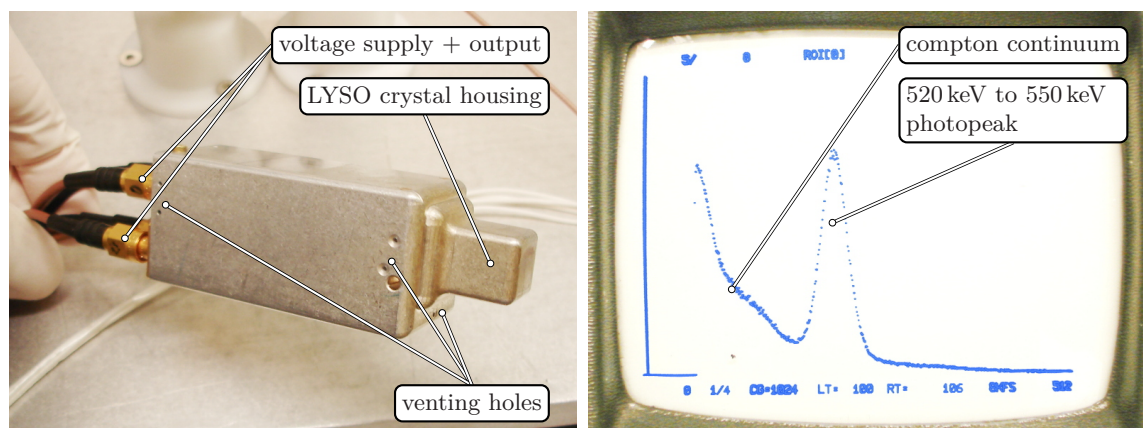 voltage supply + output
LYSO crystal housing
venting holes
compton continuum
520 keV to 550 keV
photopeak
0 ROI[0]
0 1/4 LT= 100 RT= 106 512